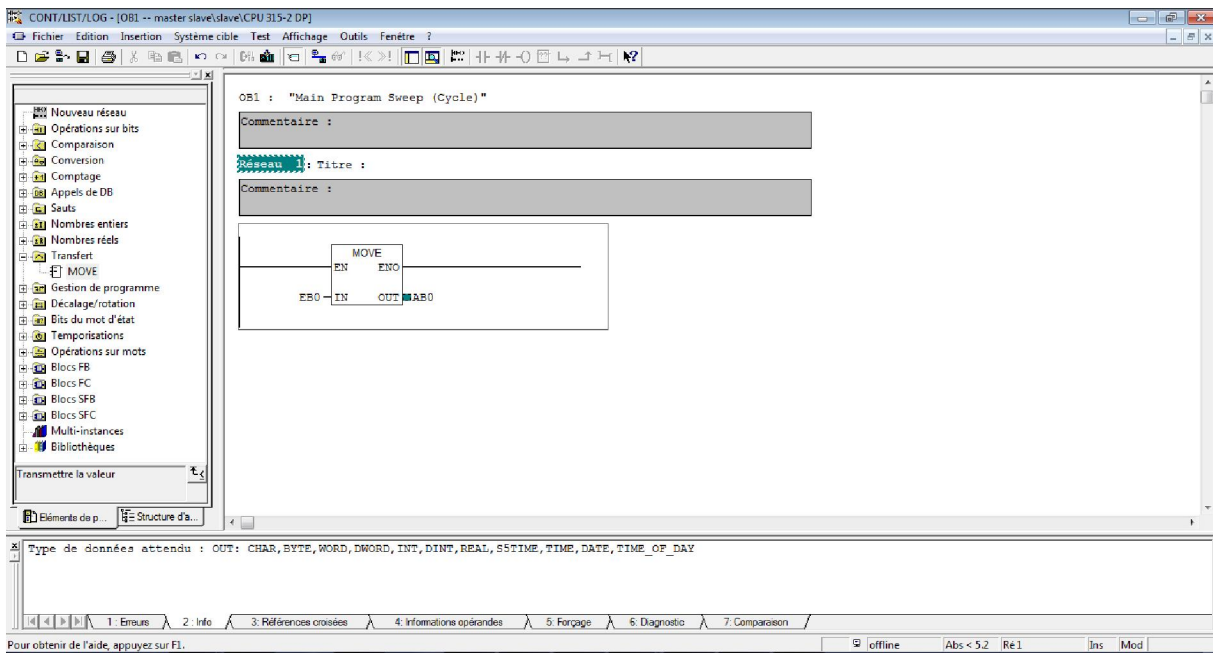 CONT/LIST/LOG - [OB1 -- master slave\slave\CPU 315-2 DP]
Fichier Edition Insertion Système cible Test Affichage Outils Fenêtre ?
Nouveau réseau
Opérations sur bits
Comparaison
Conversion
Comptage
Appels de DB
Sauts
Nombres entiers
Nombres réels
Transfert
MOVE
Gestion de programme
Décalage/rotation
Bits du mot d'état
Temporisations
Opérations sur mots
Blocs FB
Blocs FC
Blocs SFB
Blocs SFC
Multi-instances
Bibliothèques
Transmettre la valeur
Eléments de p... Structure d'a...
OB1 : "Main Program Sweep (Cycle)"
Commentaire :
Réseau 1: Titre :
Commentaire :
MOVE
EN ENO
EB0 IN OUT AB0
Type de données attendu : OUT: CHAR,BYTE,WORD,DWORD,INT,DINT,REAL,S5TIME,TIME,DATE,TIME_OF_DAY
1: Erreurs 2: Info 3: Références croisées 4: Informations opérandes 5: Forçage 6: Diagnostic 7: Comparaison
Pour obtenir de l'aide, appuyez sur F1. offline Abs < 5.2 Ré 1 Ins Mod